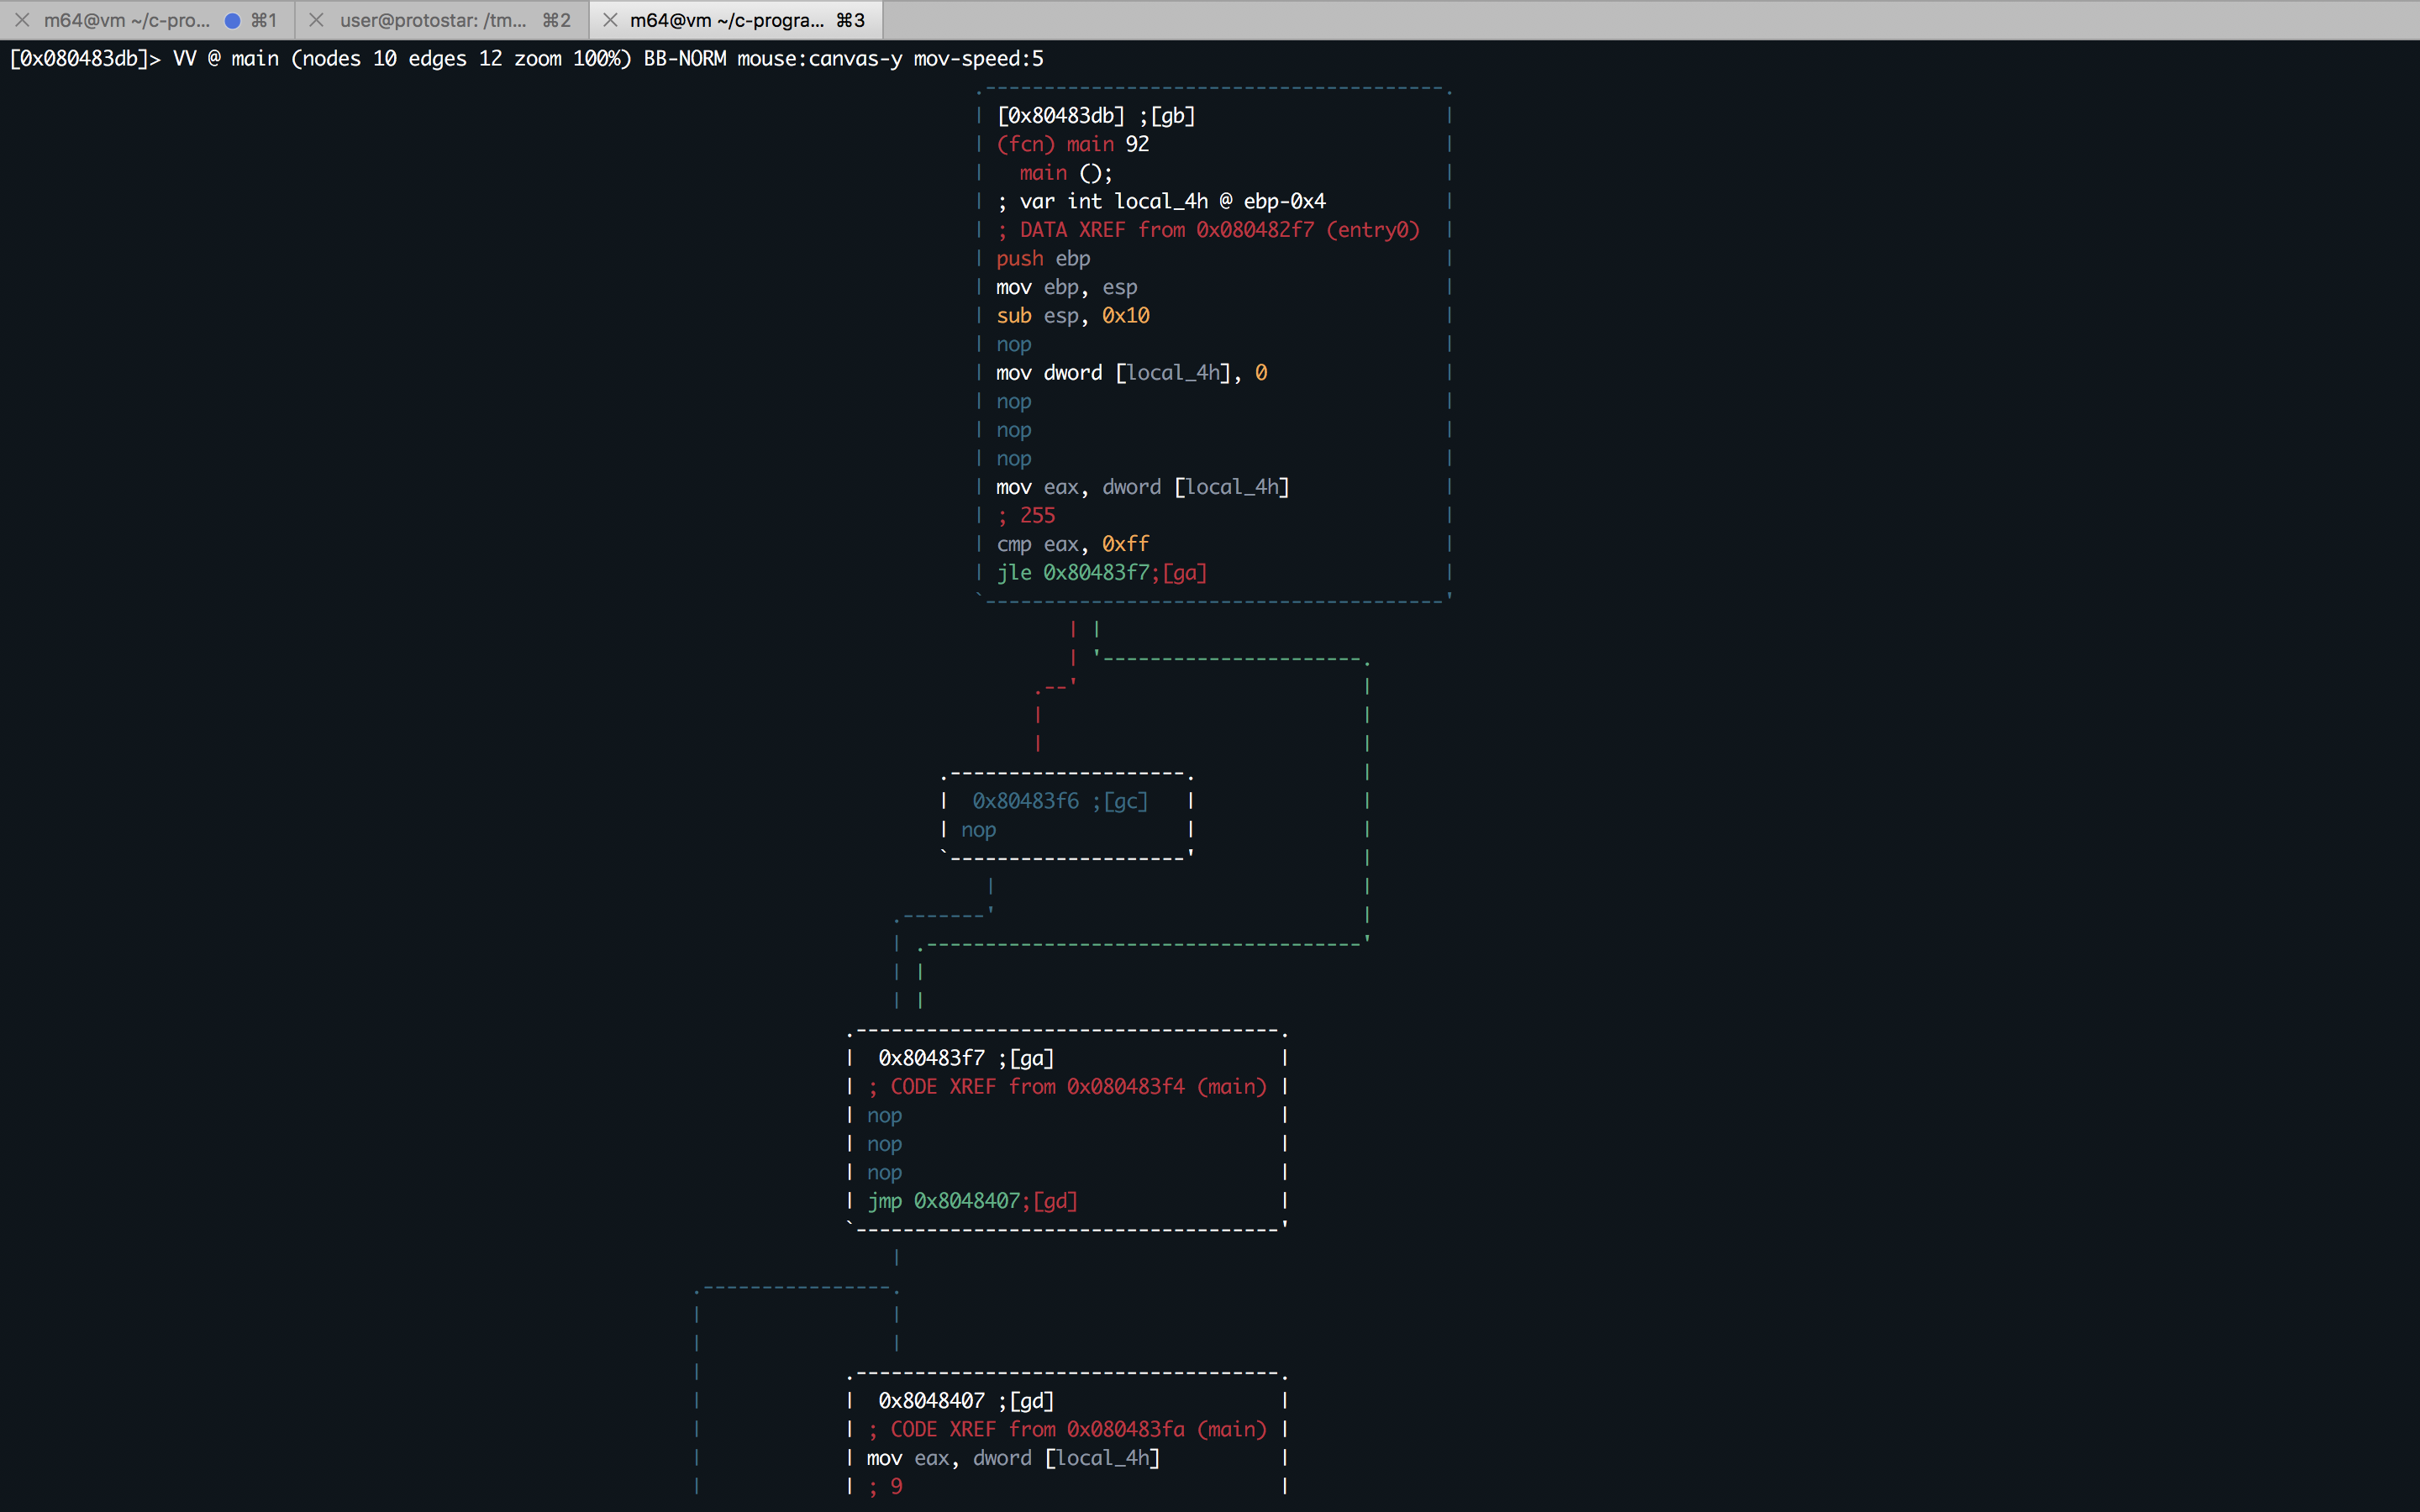 m64@vm ~/c-pro... ⌘1 user@protostar: /tm... ⌘2 m64@vm ~/c-progra... ⌘3
[0x080483db]> VV @ main (nodes 10 edges 12 zoom 100%) BB-NORM mouse:canvas-y mov-speed:5
[0x80483db] ;[gb]
(fcn) main 92
main ();
; var int local_4h @ ebp-0x4
; DATA XREF from 0x080482f7 (entry0)
push ebp
mov ebp, esp
sub esp, 0x10
nop
mov dword [local_4h], 0
nop
nop
nop
mov eax, dword [local_4h]
; 255
cmp eax, 0xff
jle 0x80483f7;[ga]
0x80483f6 ;[gc]
nop
0x80483f7 ;[ga]
; CODE XREF from 0x080483f4 (main)
nop
nop
nop
jmp 0x8048407;[gd]
0x8048407 ;[gd]
; CODE XREF from 0x080483fa (main)
mov eax, dword [local_4h]
; 9